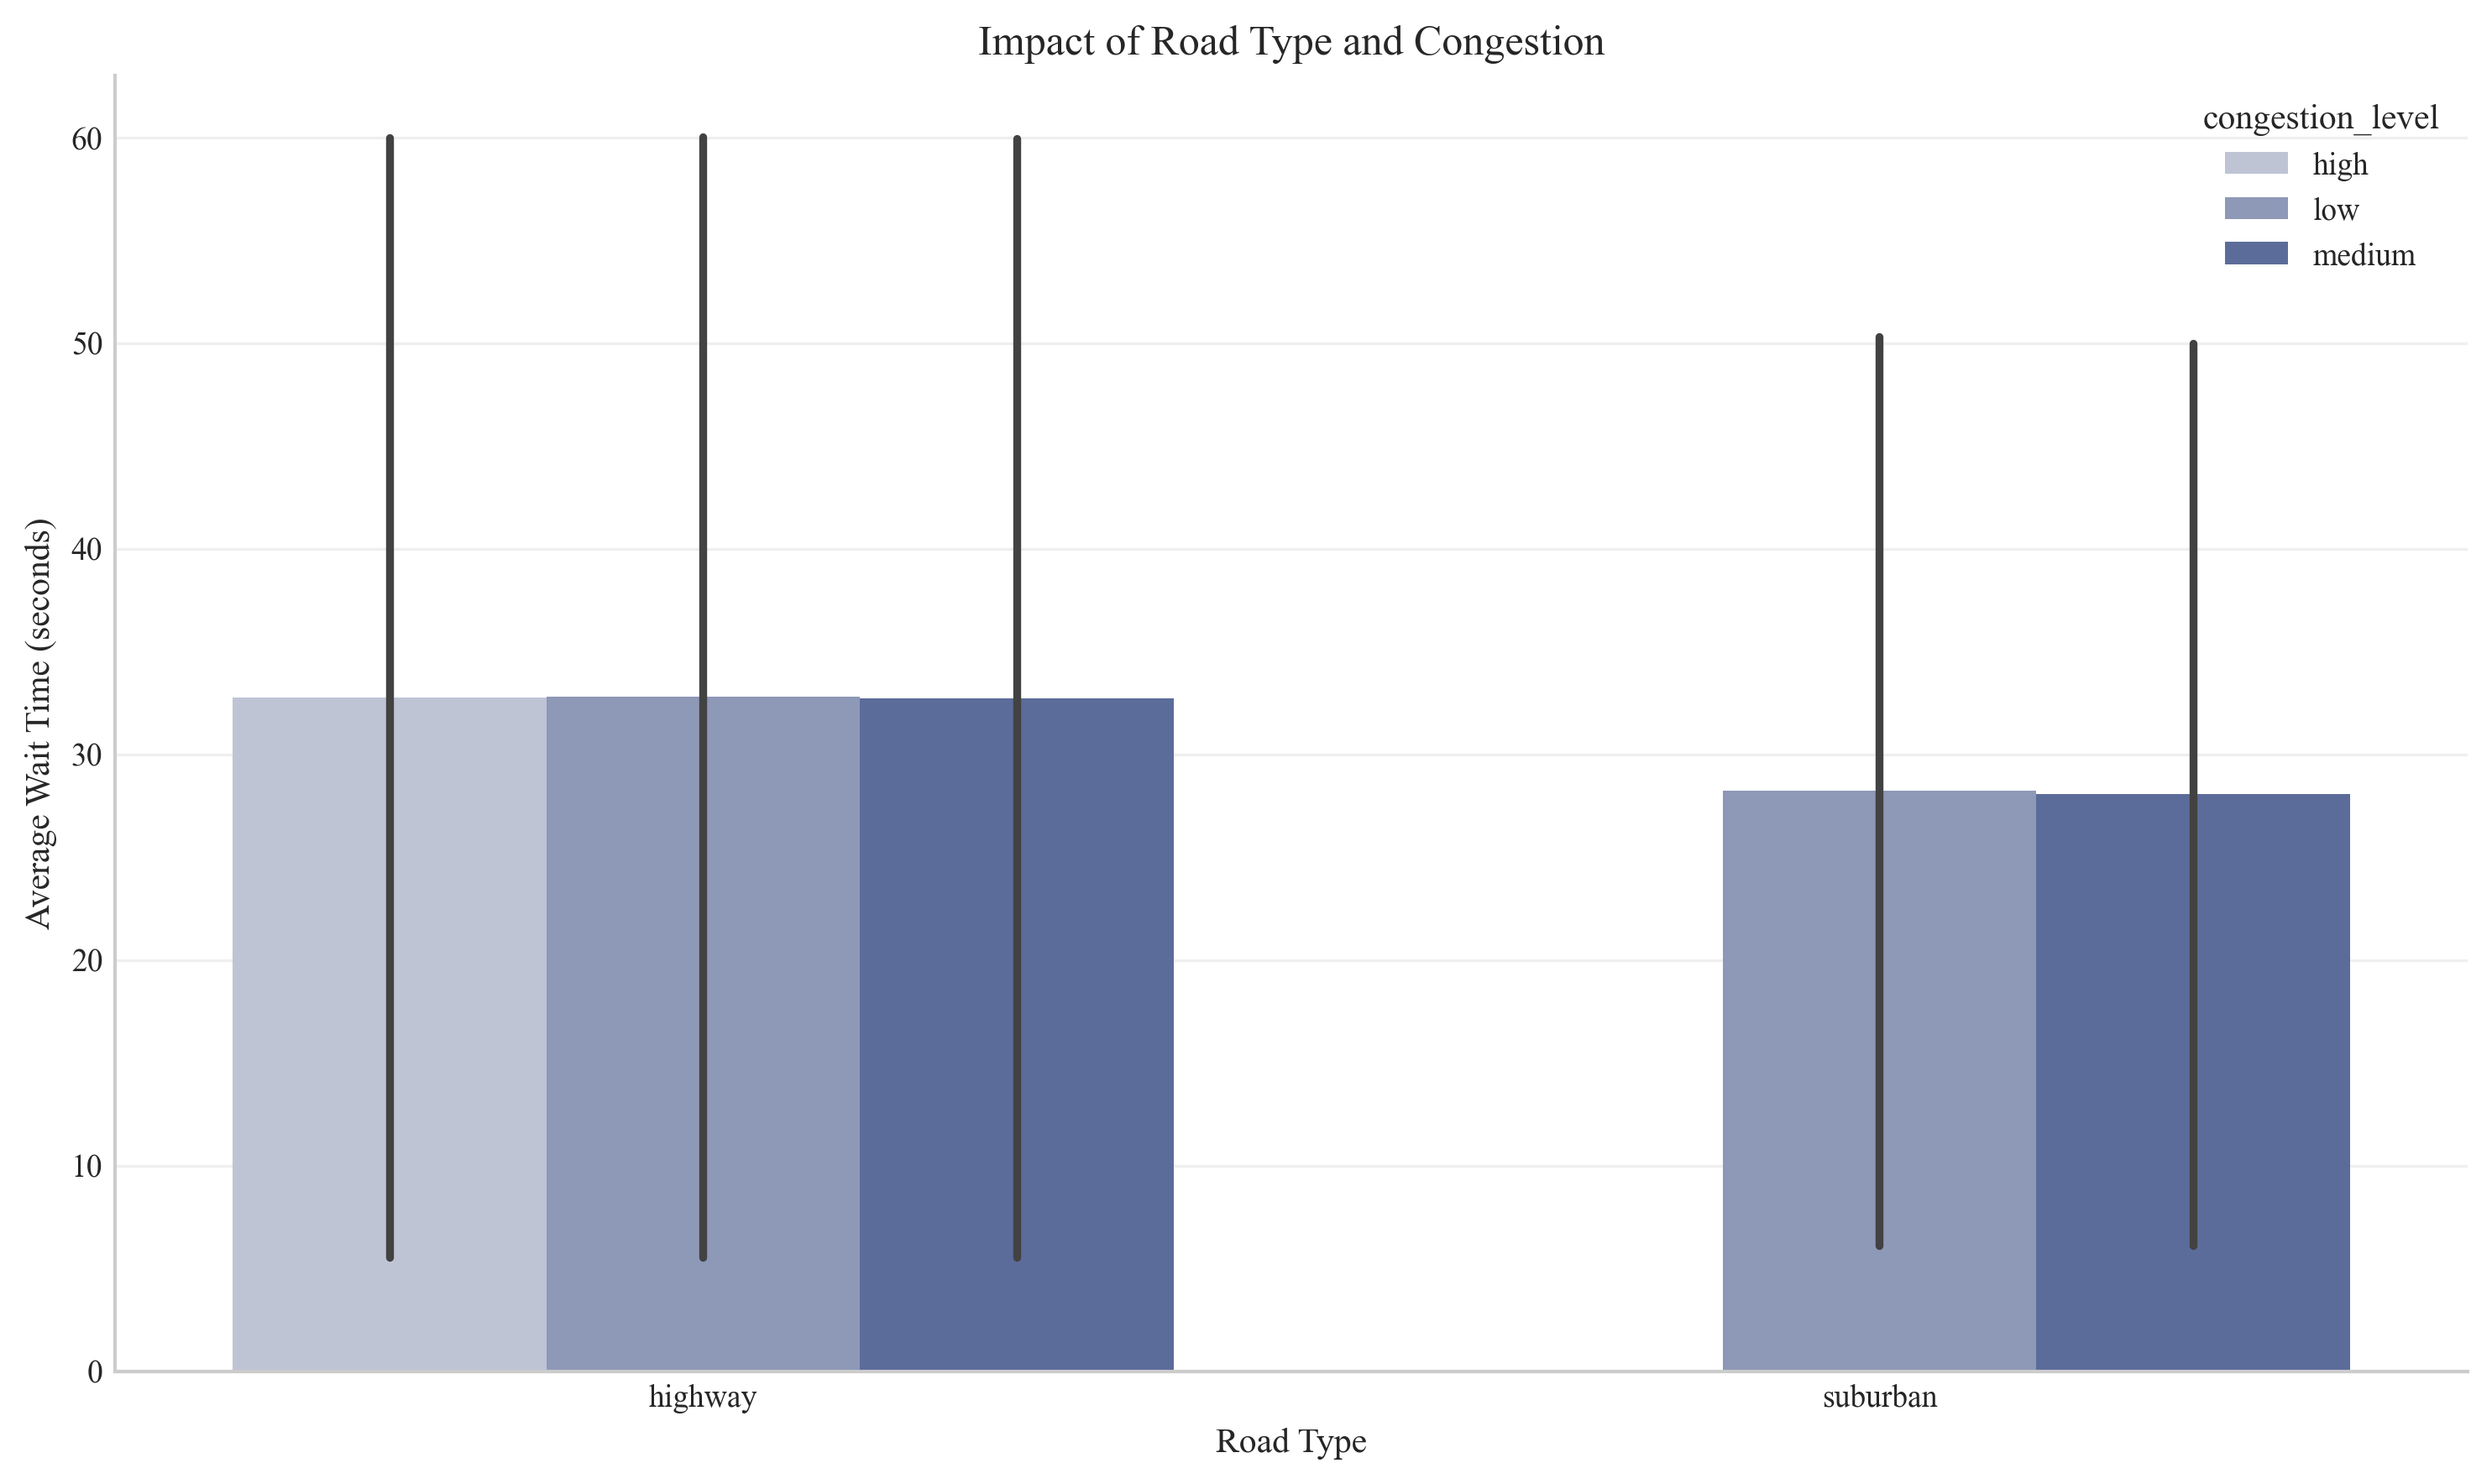 Impact of Road Type and Congestion
congestion_level
high
low
medium
60
50
40
30
20
10
0
Average Wait Time (seconds)
highway
suburban
Road Type